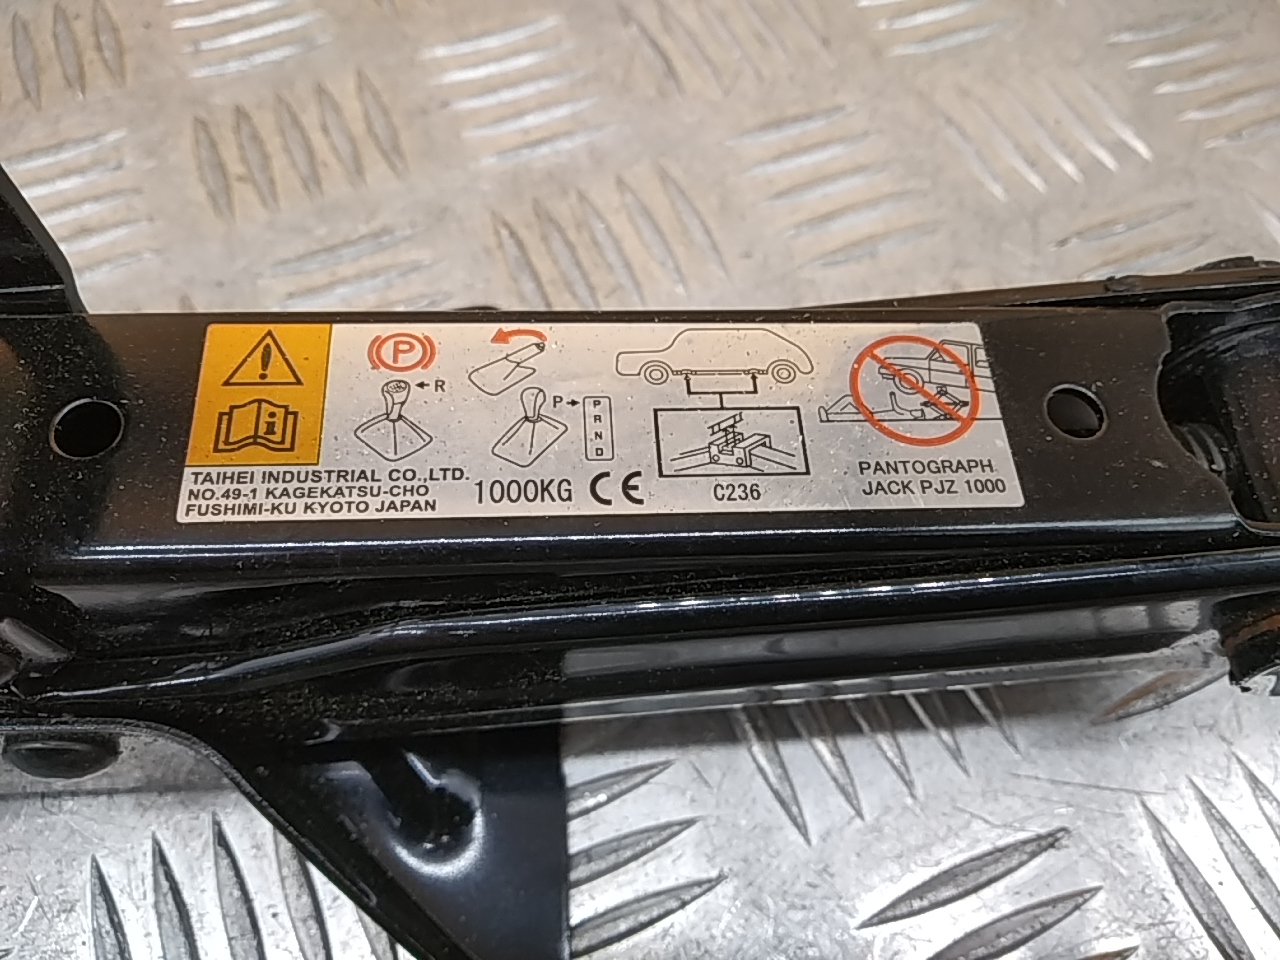 P
R
P
P
R
N
D
TAIHEI INDUSTRIAL CO.,LTD.
NO.49-1 KAGEKATSU-CHO
FUSHIMI-KU KYOTO JAPAN
1000KG CE
C236
PANTOGRAPH
JACK PJZ 1000